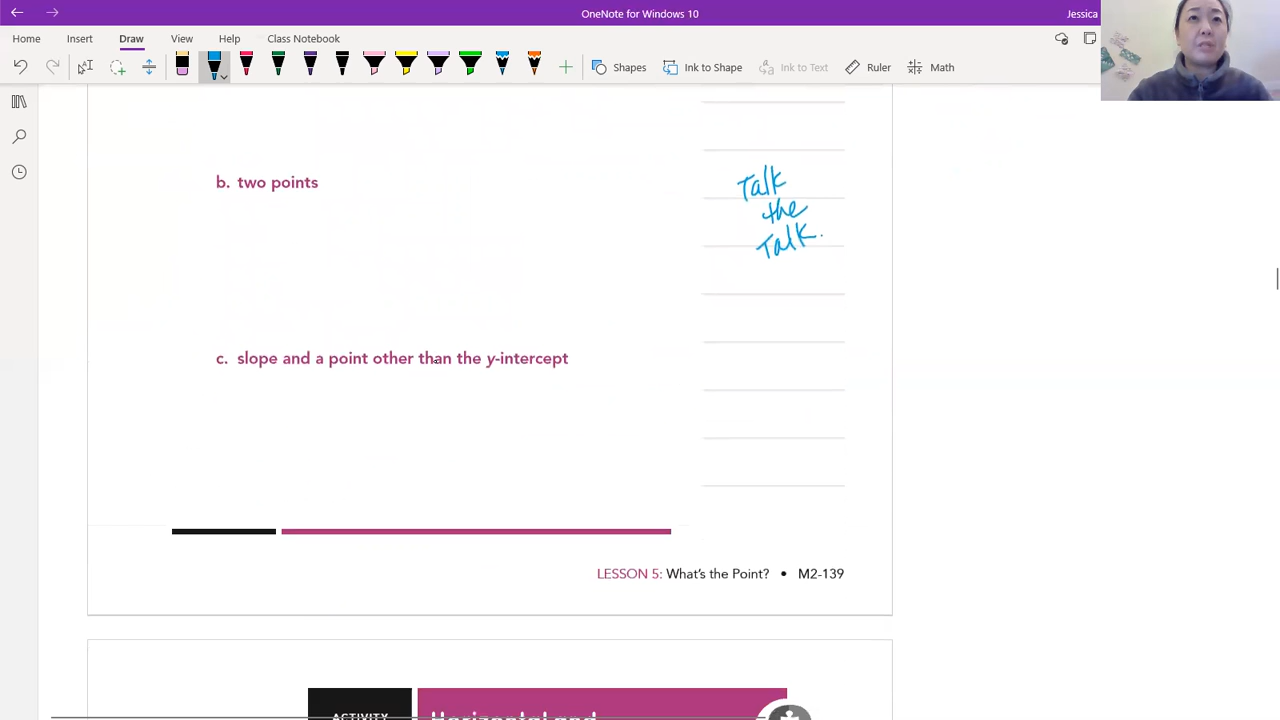 OneNote for Windows 10
Jessica
Home
Insert
Draw
View
Help
Class Notebook
Shapes
Ink to Shape
Ink to Text
Ruler
Math
b. two points
Talk
the
Talk.
c. slope and a point other than the y-intercept
LESSON 5: What's the Point? • M2-139
ACTIVITY
Horizontal and